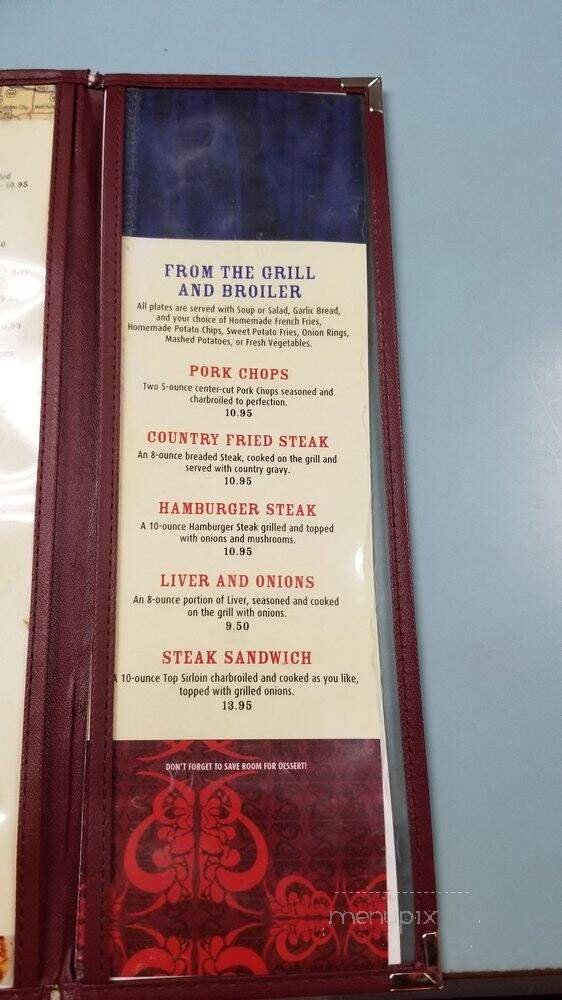 FROM THE GRILL
AND BROILER
All plates are served with Soup or Salad, Garlic Bread,
and your choice of Homemade French Fries,
Homemade Potato Chips, Sweet Potato Fries, Onion Rings,
Mashed Potatoes, or Fresh Vegetables.
PORK CHOPS
Two 5-ounce center-cut Pork Chops seasoned and
charbroiled to perfection.
10.95
COUNTRY FRIED STEAK
An 8-ounce breaded Steak, cooked on the grill and
served with country gravy.
10.95
HAMBURGER STEAK
A 10-ounce Hamburger Steak grilled and topped
with onions and mushrooms.
10.95
LIVER AND ONIONS
An 8-ounce portion of Liver, seasoned and cooked
on the grill with onions.
9.50
STEAK SANDWICH
A 10-ounce Top Sirloin charbroiled and cooked as you like,
topped with grilled onions.
13.95
DON'T FORGET TO SAVE ROOM FOR DESSERT!
menupix